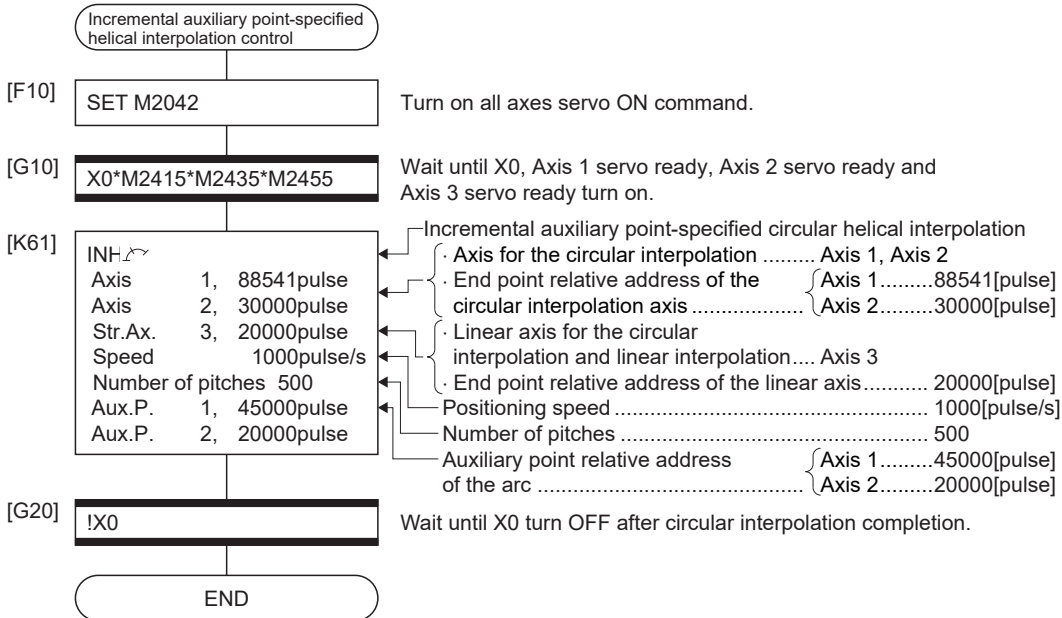 Incremental auxiliary point-specified
helical interpolation control
[F10]
SET M2042
Turn on all axes servo ON command.
[G10]
X0*M2415*M2435*M2455
Wait until X0, Axis 1 servo ready, Axis 2 servo ready and
Axis 3 servo ready turn on.
[K61]
INH
Axis 1, 88541pulse
Axis 2, 30000pulse
Str.Ax. 3, 20000pulse
Speed 1000pulse/s
Number of pitches 500
Aux.P. 1, 45000pulse
Aux.P. 2, 20000pulse
Incremental auxiliary point-specified circular helical interpolation
· Axis for the circular interpolation ......... Axis 1, Axis 2
· End point relative address of the Axis 1.........88541[pulse]
circular interpolation axis.................... Axis 2.........30000[pulse]
· Linear axis for the circular
interpolation and linear interpolation.... Axis 3
· End point relative address of the linear axis........... 20000[pulse]
Positioning speed ................................................... 1000[pulse/s]
Number of pitches .................................................. 500
Auxiliary point relative address Axis 1.........45000[pulse]
of the arc ........................................... Axis 2.........20000[pulse]
[G20]
!X0
Wait until X0 turn OFF after circular interpolation completion.
END